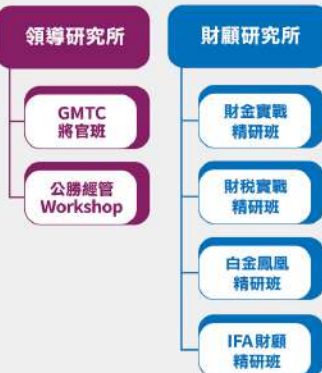 領導研究所
GMTC
將官班
公勝經管
Workshop
財顧研究所
財金實戰
精研班
財稅實戰
精研班
白金鳳凰
精研班
IFA財顧
精研班